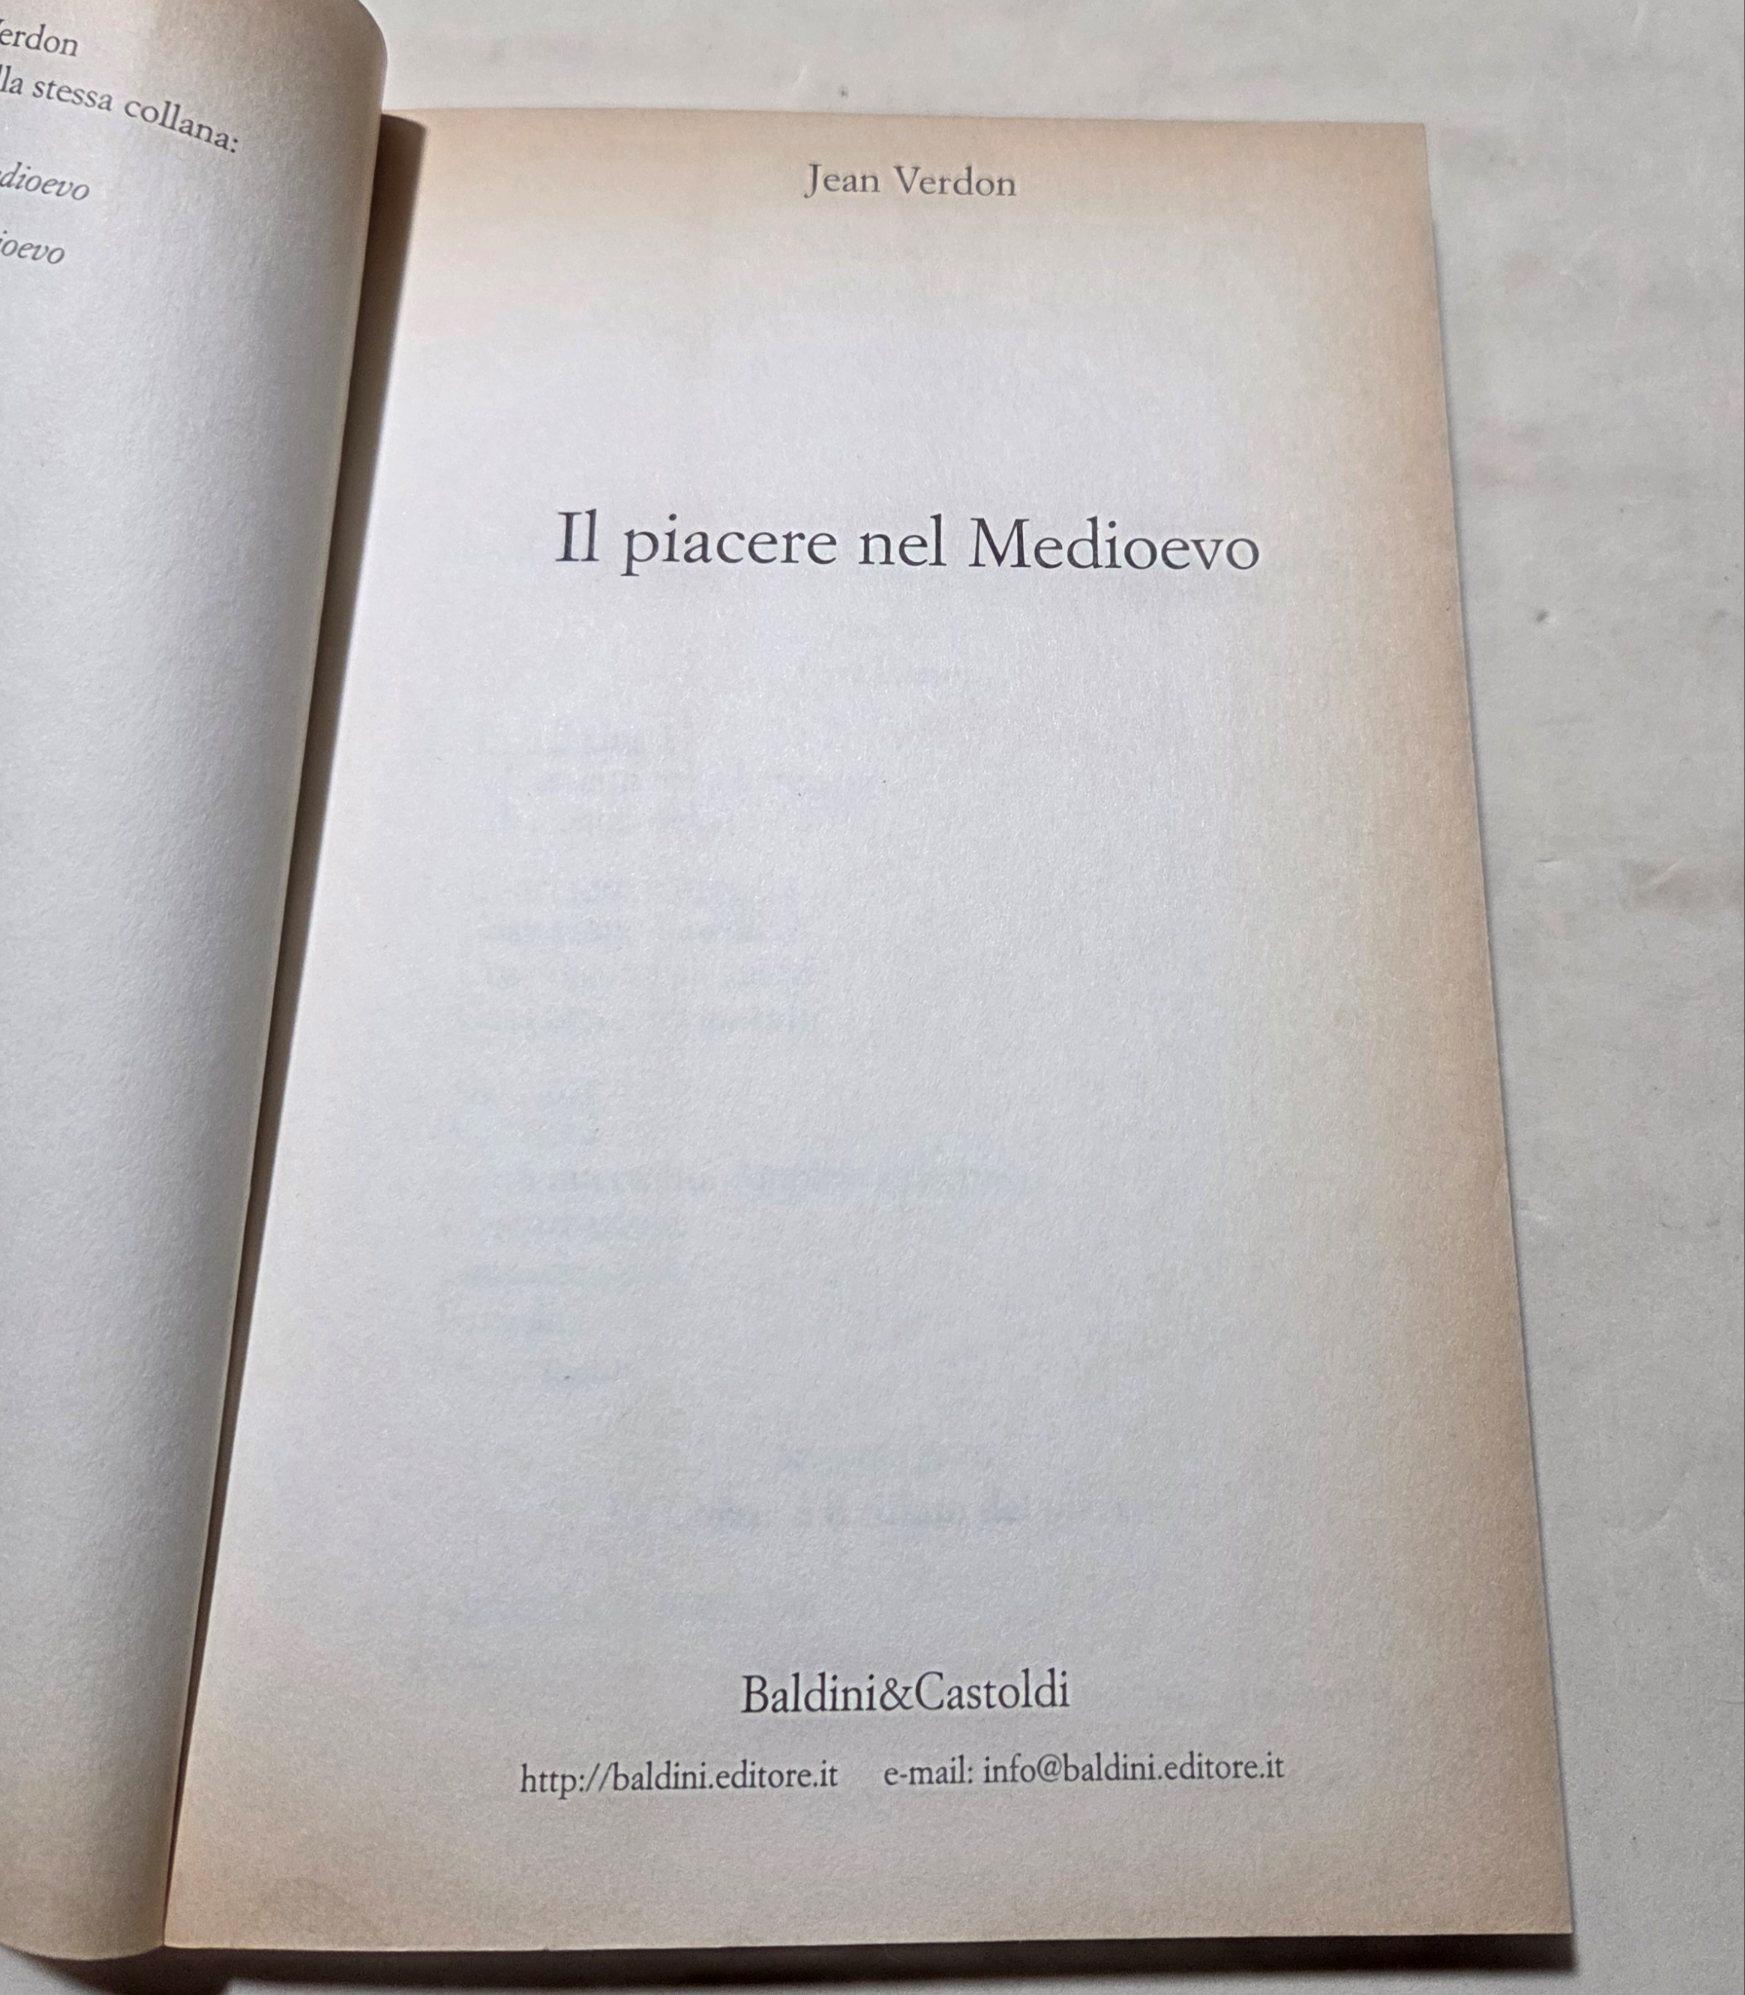 erdon
la stessa collana:
dioevo
ioevo
Jean Verdon
Il piacere nel Medioevo
Baldini&Castoldi
http://baldini.editore.it e-mail: info@baldini.editore.it